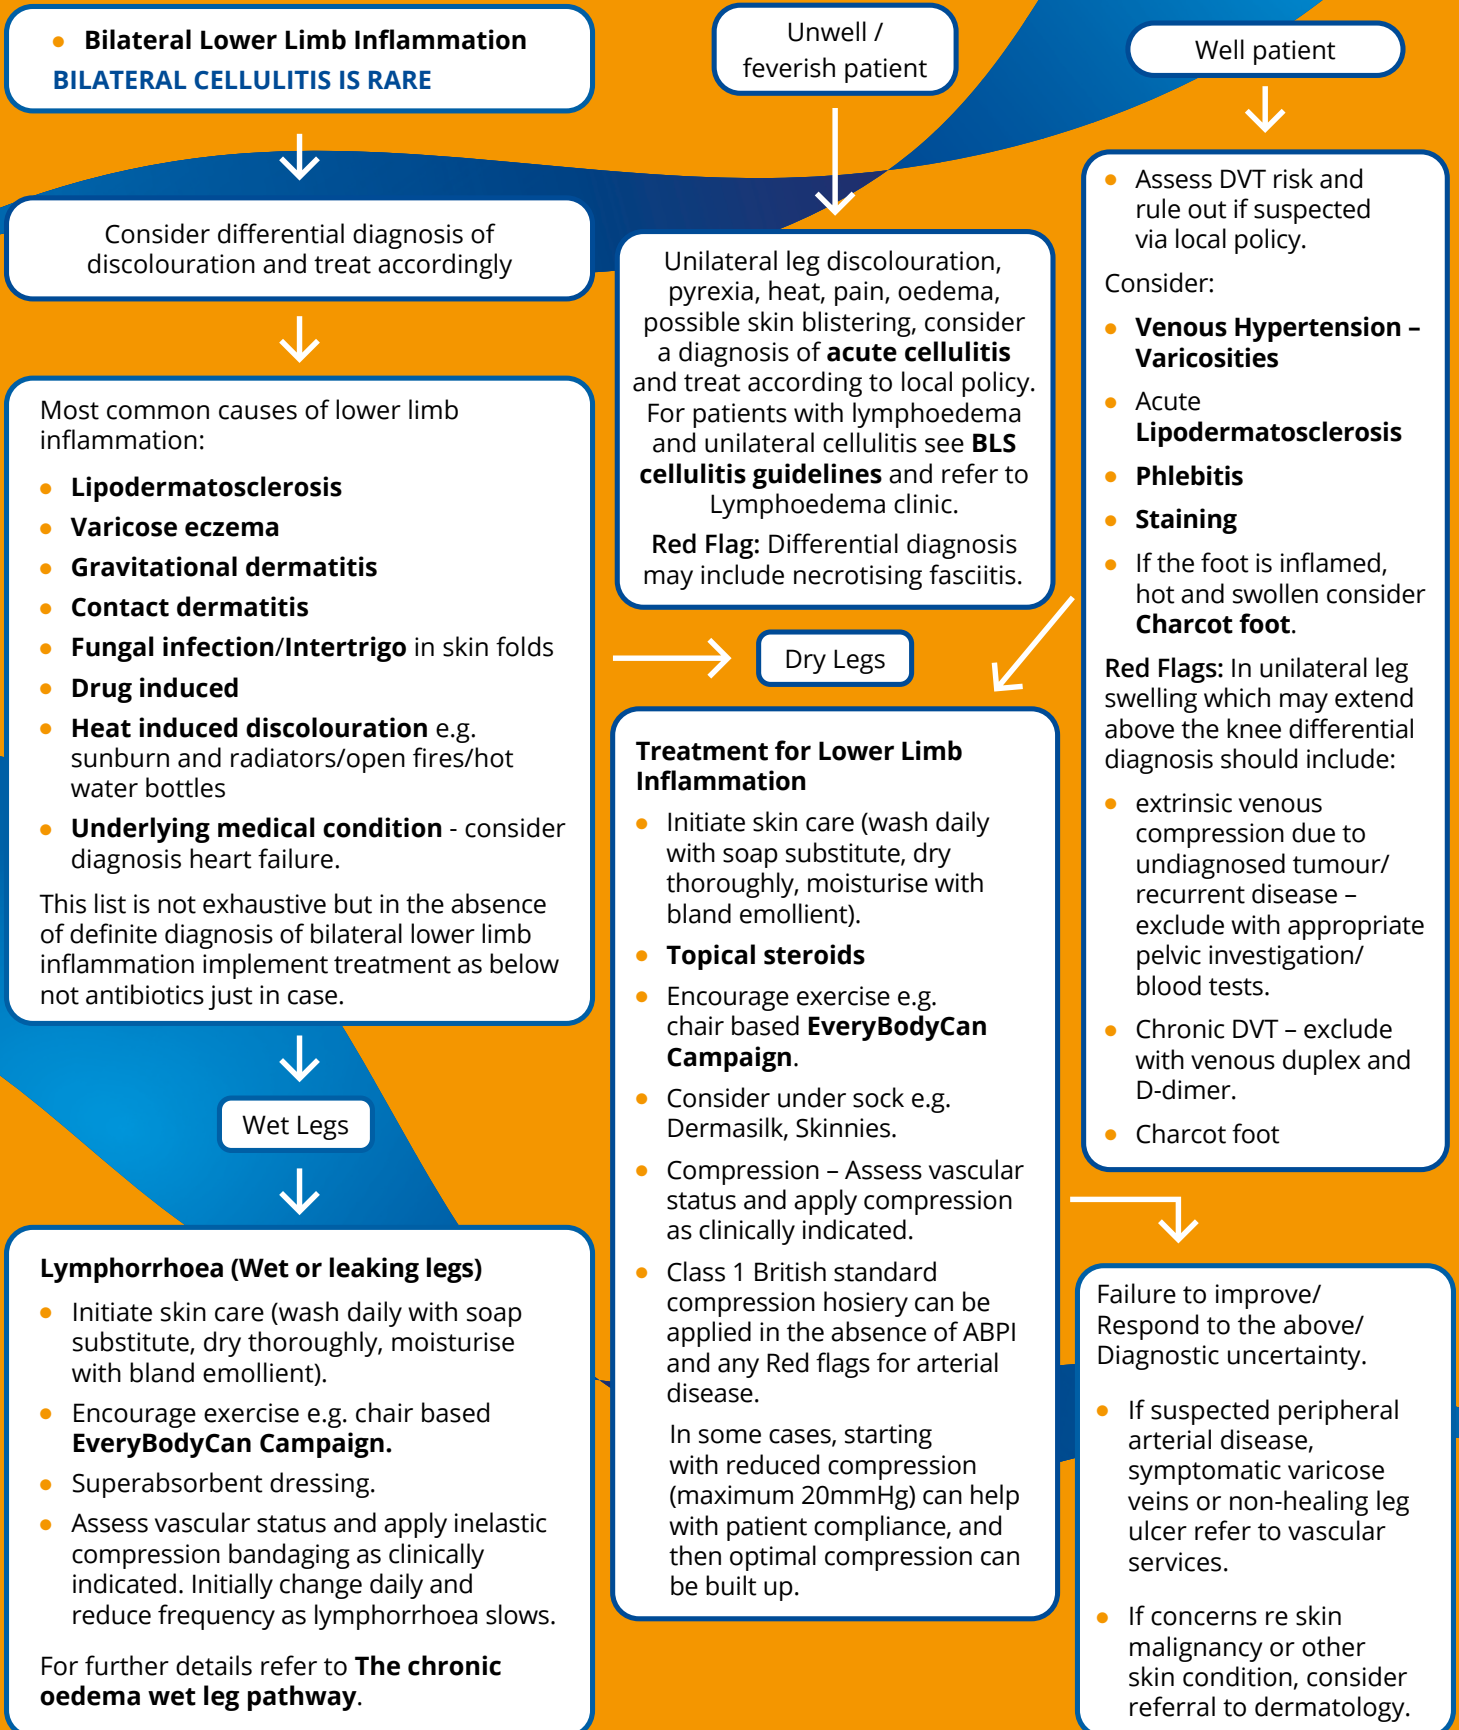 Bilateral Lower Limb Inflammation
BILATERAL CELLULITIS IS RARE
Consider differential diagnosis of
discolouration and treat accordingly
Most common causes of lower limb
inflammation:
Lipodermatosclerosis
Varicose eczema
Gravitational dermatitis
Contact dermatitis
Fungal infection/Intertrigo in skin folds
Drug induced
Heat induced discolouration e.g.
sunburn and radiators/open fires/hot
water bottles
Underlying medical condition - consider
diagnosis heart failure.
This list is not exhaustive but in the absence
of definite diagnosis of bilateral lower limb
inflammation implement treatment as below
not antibiotics just in case.
Wet Legs
Lymphorrhoea (Wet or leaking legs)
Initiate skin care (wash daily with soap
substitute, dry thoroughly, moisturise
with bland emollient).
Encourage exercise e.g. chair based
EveryBodyCan Campaign.
Superabsorbent dressing.
Assess vascular status and apply inelastic
compression bandaging as clinically
indicated. Initially change daily and
reduce frequency as lymphorrhoea slows.
For further details refer to The chronic
oedema wet leg pathway.
Unwell /
feverish patient
Unilateral leg discolouration,
pyrexia, heat, pain, oedema,
possible skin blistering, consider
a diagnosis of acute cellulitis
and treat according to local policy.
For patients with lymphoedema
and unilateral cellulitis see BLS
cellulitis guidelines and refer to
Lymphoedema clinic.
Red Flag: Differential diagnosis
may include necrotising fasciitis.
Dry Legs
Treatment for Lower Limb
Inflammation
Initiate skin care (wash daily
with soap substitute, dry
thoroughly, moisturise with
bland emollient).
Topical steroids
Encourage exercise e.g.
chair based EveryBodyCan
Campaign.
Consider under sock e.g.
Dermasilk, Skinnies.
Compression – Assess vascular
status and apply compression
as clinically indicated.
Class 1 British standard
compression hosiery can be
applied in the absence of ABPI
and any Red flags for arterial
disease.
In some cases, starting
with reduced compression
(maximum 20mmHg) can help
with patient compliance, and
then optimal compression can
be built up.
Well patient
Assess DVT risk and
rule out if suspected
via local policy.
Consider:
Venous Hypertension –
Varicosities
Acute
Lipodermatosclerosis
Phlebitis
Staining
If the foot is inflamed,
hot and swollen consider
Charcot foot.
Red Flags: In unilateral leg
swelling which may extend
above the knee differential
diagnosis should include:
extrinsic venous
compression due to
undiagnosed tumour/
recurrent disease –
exclude with appropriate
pelvic investigation/
blood tests.
Chronic DVT – exclude
with venous duplex and
D-dimer.
Charcot foot
Failure to improve/
Respond to the above/
Diagnostic uncertainty.
If suspected peripheral
arterial disease,
symptomatic varicose
veins or non-healing leg
ulcer refer to vascular
services.
If concerns re skin
malignancy or other
skin condition, consider
referral to dermatology.